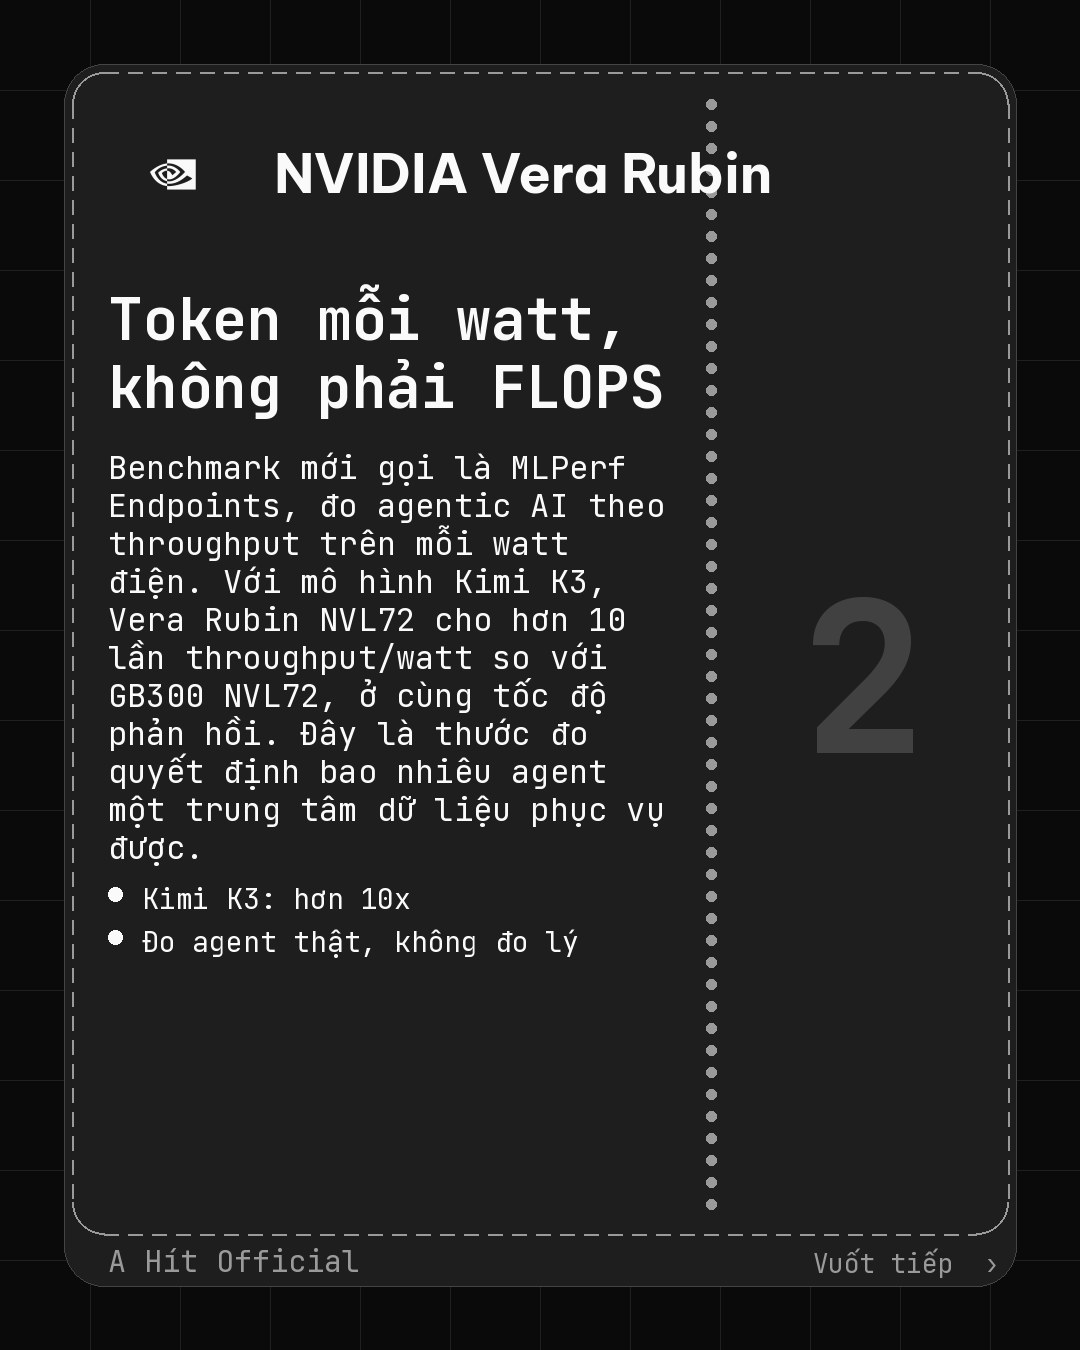 NVIDIA Vera Rubin
Token mỗi watt,
không phải FLOPS
Benchmark mới gọi là MLPerf
Endpoints, đo agentic AI theo
throughput trên mỗi watt
điện. Với mô hình Kimi K3,
Vera Rubin NVL72 cho hơn 10
lần throughput/watt so với
GB300 NVL72, ở cùng tốc độ
phản hồi. Đây là thước đo
quyết định bao nhiêu agent
một trung tâm dữ liệu phục vụ
được.
Kimi K3: hơn 10x
Đo agent thật, không đo lý
2
A Hít Official
Vuốt tiếp ›